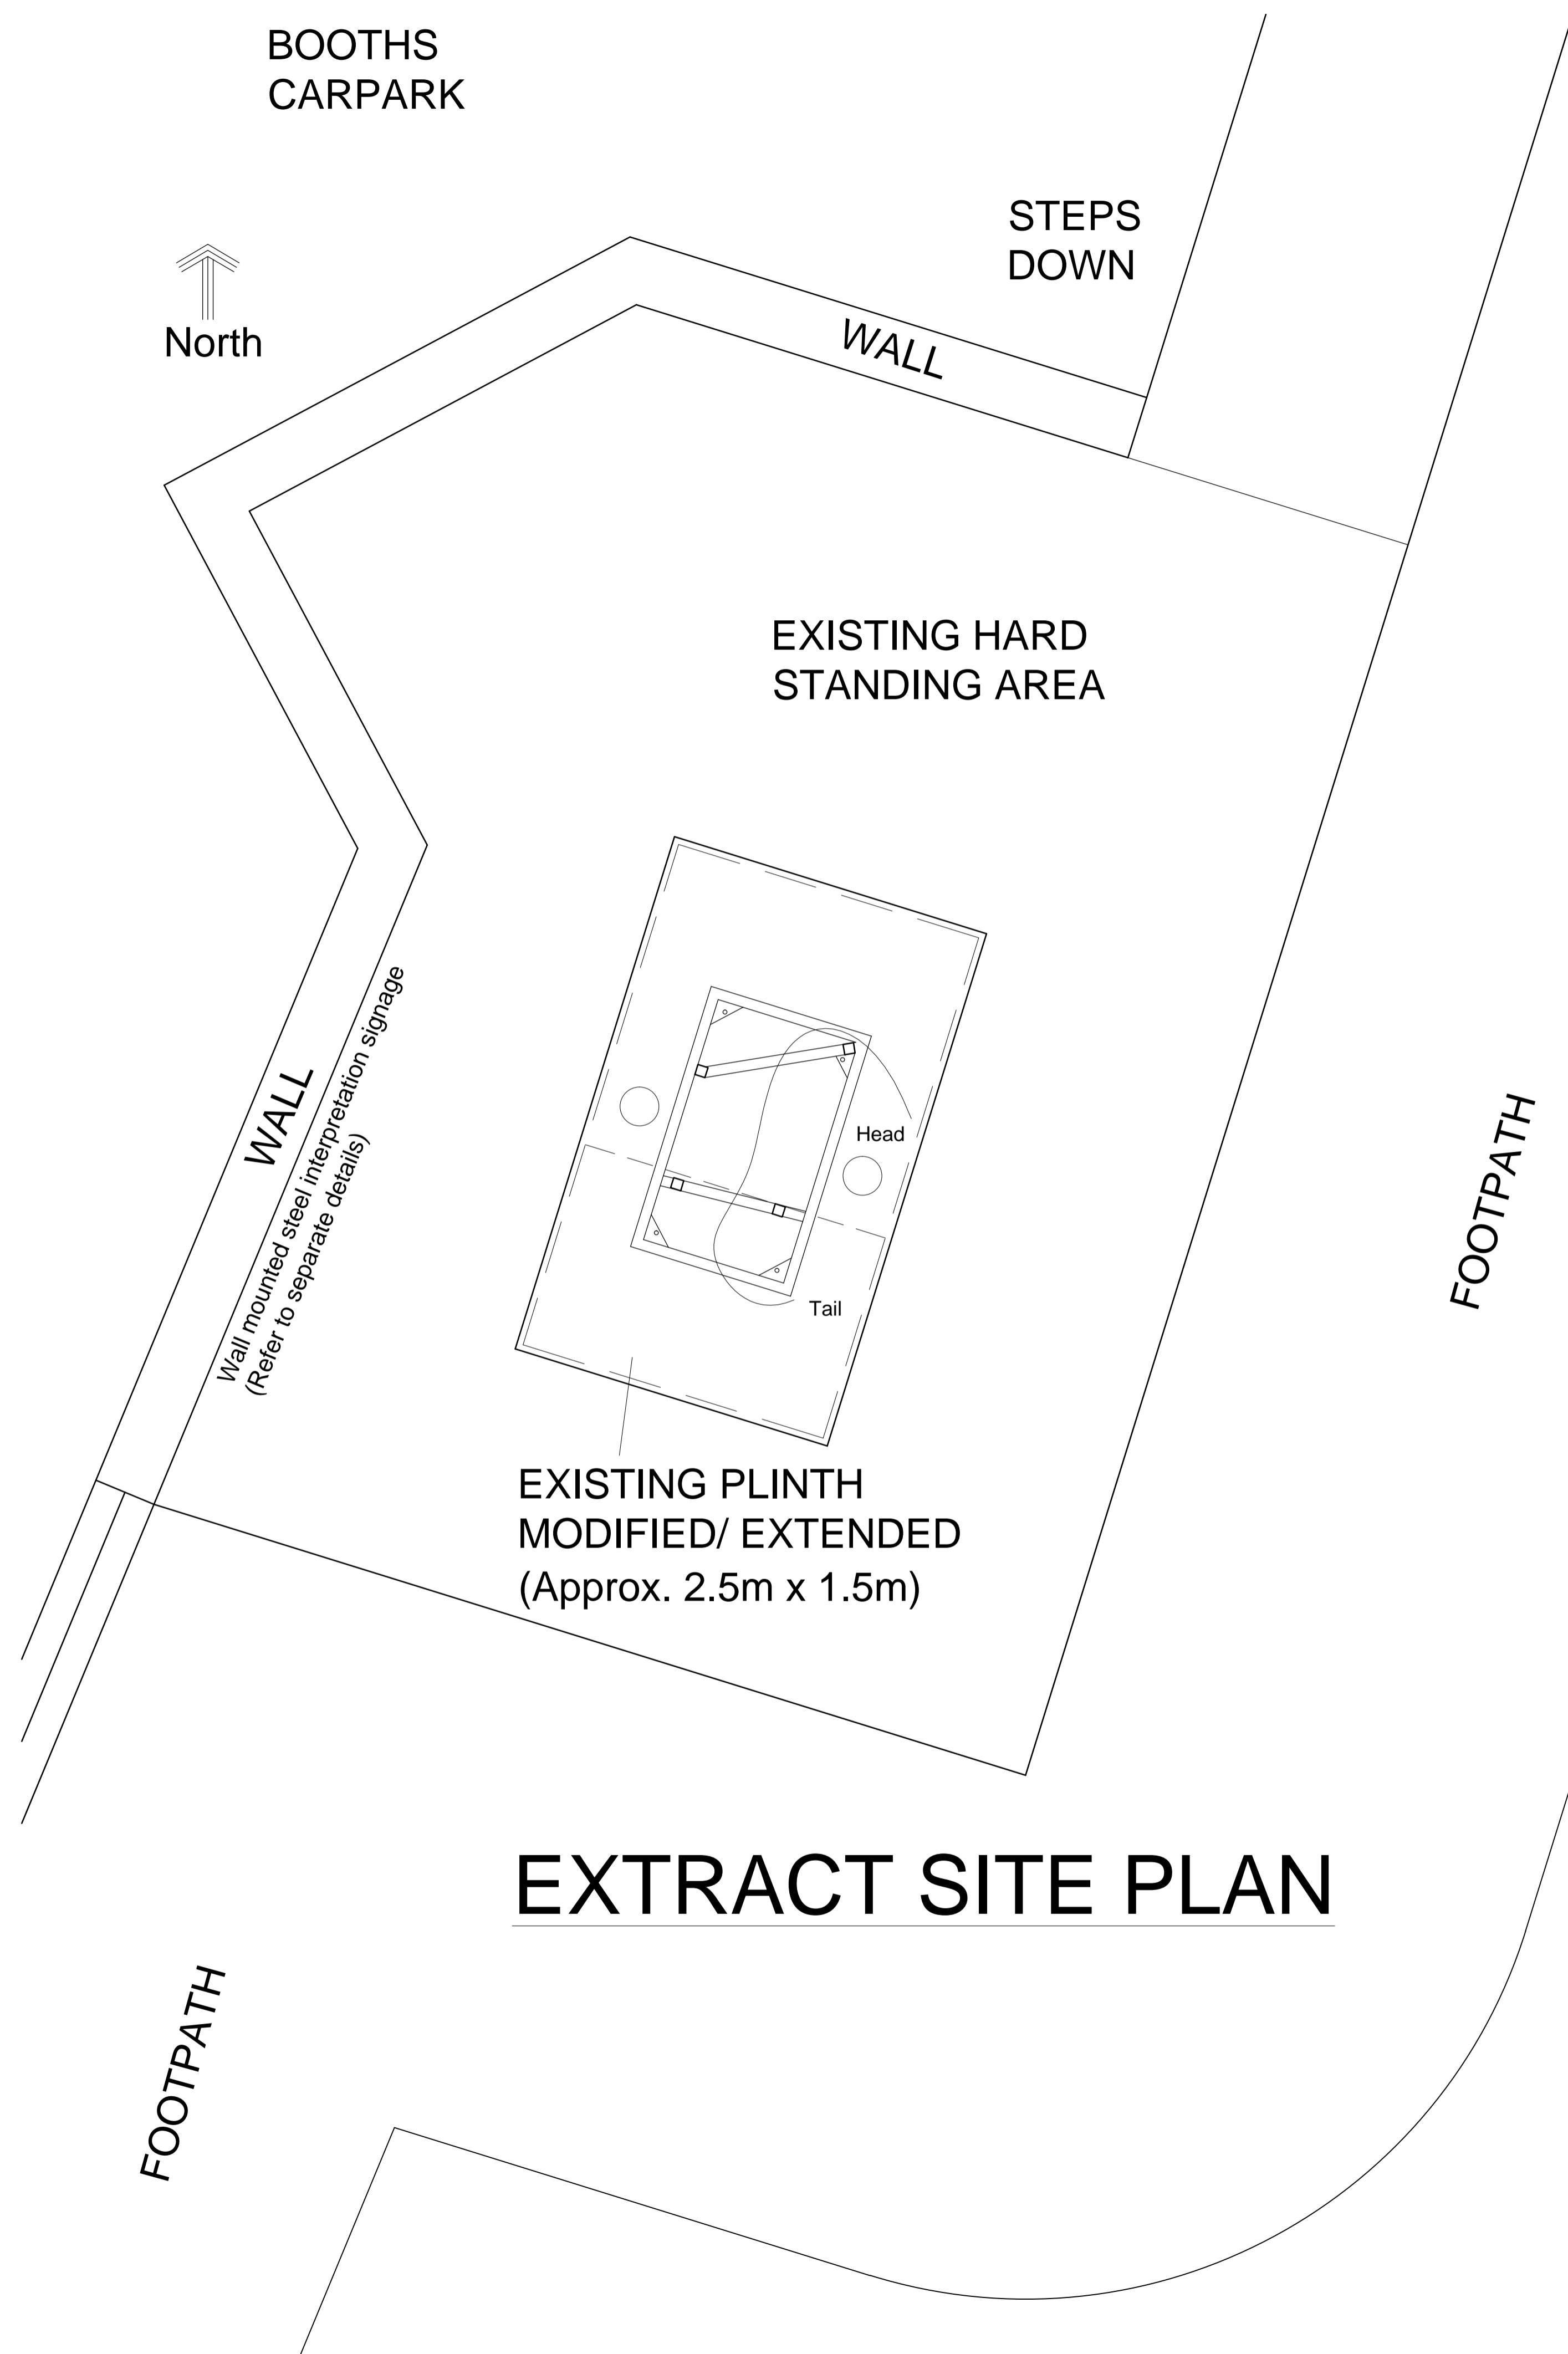 BOOTHS
CARPARK
STEPS
DOWN
North
WALL
EXISTING HARD
STANDING AREA
WALL
Wall mounted steel interpretation signage
(Refer to separate details)
Head
Tail
FOOTPATH
EXISTING PLINTH
MODIFIED/ EXTENDED
(Approx. 2.5m x 1.5m)
EXTRACT SITE PLAN
FOOTPATH